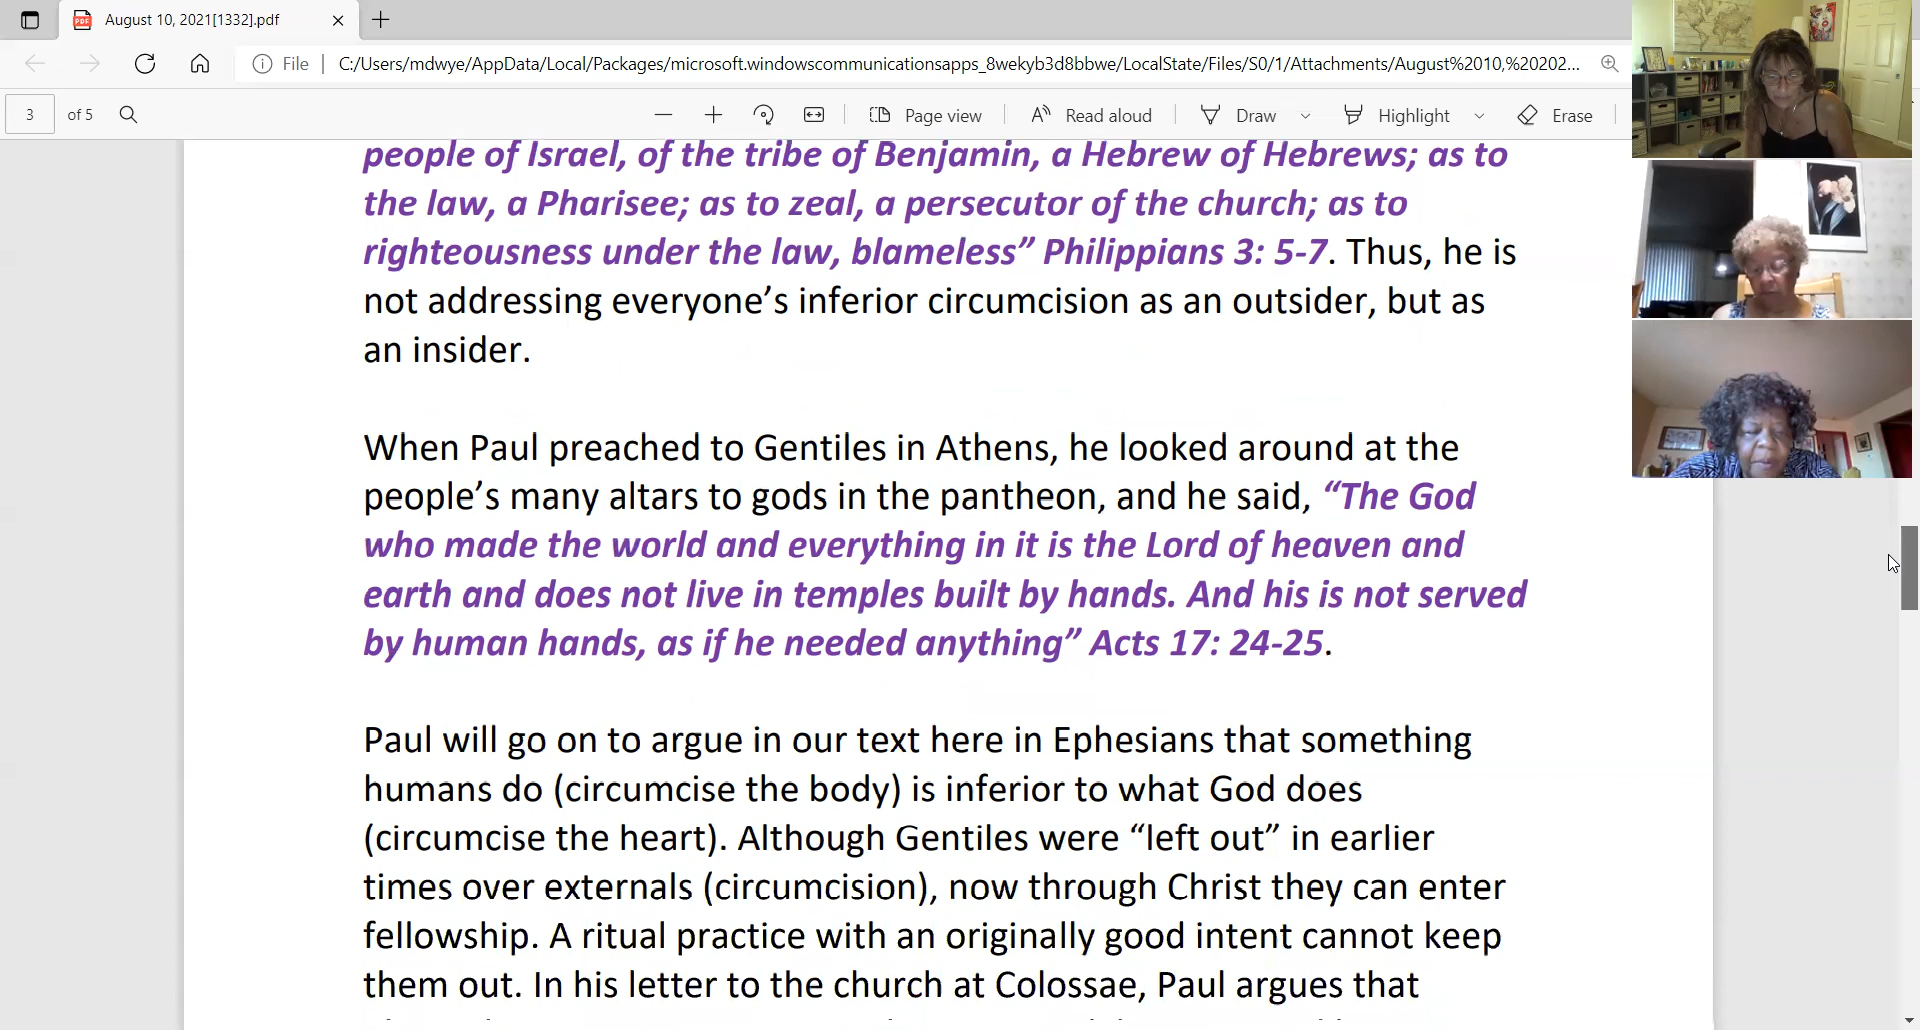 August 10, 2021[1332].pdf
File
C:/Users/mdwye/AppData/Local/Packages/microsoft.windowscommunicationsapps_8wekyb3d8bbwe/LocalState/Files/S0/1/Attachments/August%2010,%20202...
3 of 5
Page view
Read aloud
Draw
Highlight
Erase
people of Israel, of the tribe of Benjamin, a Hebrew of Hebrews; as to
the law, a Pharisee; as to zeal, a persecutor of the church; as to
righteousness under the law, blameless” Philippians 3: 5-7. Thus, he is
not addressing everyone’s inferior circumcision as an outsider, but as
an insider.
When Paul preached to Gentiles in Athens, he looked around at the
people’s many altars to gods in the pantheon, and he said, “The God
who made the world and everything in it is the Lord of heaven and
earth and does not live in temples built by hands. And his is not served
by human hands, as if he needed anything” Acts 17: 24-25.
Paul will go on to argue in our text here in Ephesians that something
humans do (circumcise the body) is inferior to what God does
(circumcise the heart). Although Gentiles were “left out” in earlier
times over externals (circumcision), now through Christ they can enter
fellowship. A ritual practice with an originally good intent cannot keep
them out. In his letter to the church at Colossae, Paul argues that